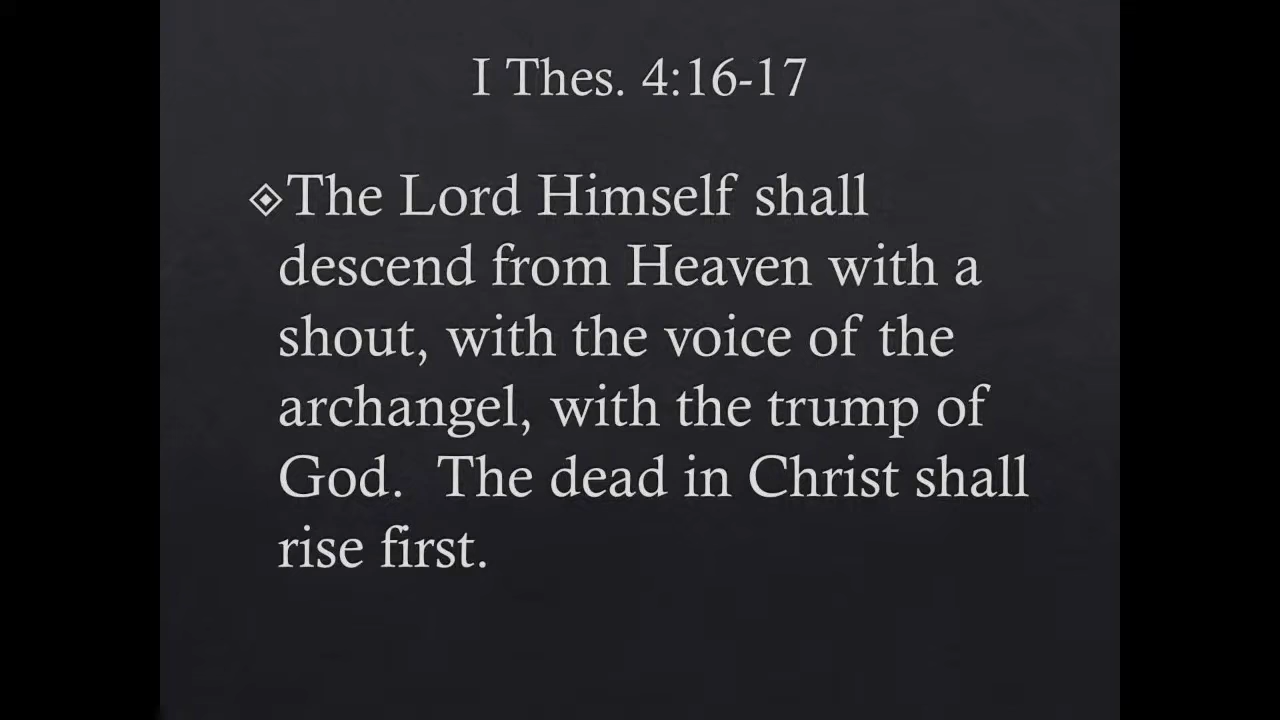 I Thes. 4:16-17
The Lord Himself shall
descend from Heaven with a
shout, with the voice of the
archangel, with the trump of
God.  The dead in Christ shall
rise first.